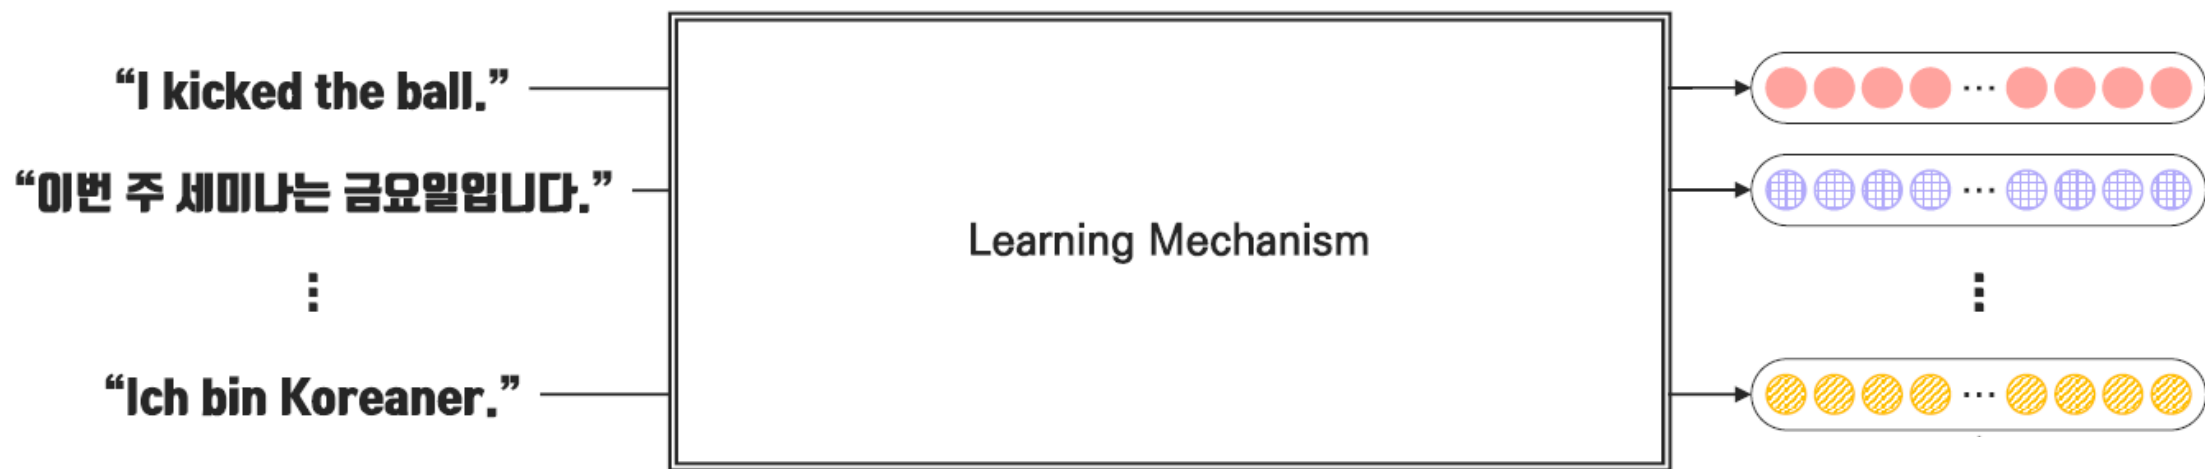 “I kicked the ball.”
“이번 주 세미나는 금요일입니다.”
Learning Mechanism
⋮
“Ich bin Koreaner.”